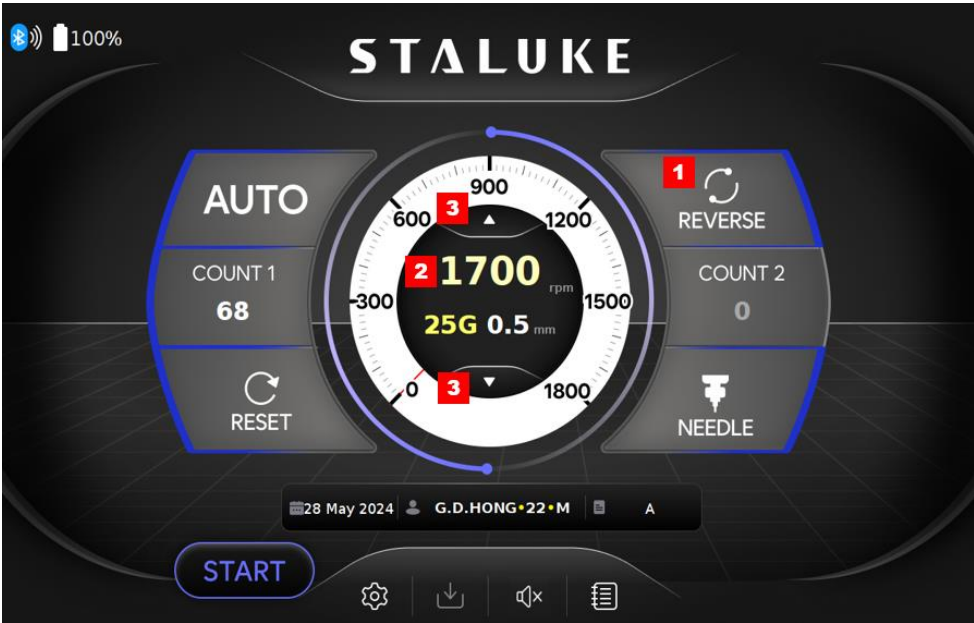 100%
STALUKE
AUTO
COUNT 1
68
RESET
0
300
600
900
1200
1500
1800
3
2
1700 rpm
25G 0.5 mm
3
1
REVERSE
COUNT 2
0
NEEDLE
28 May 2024 G.D.HONG•22•M A
START